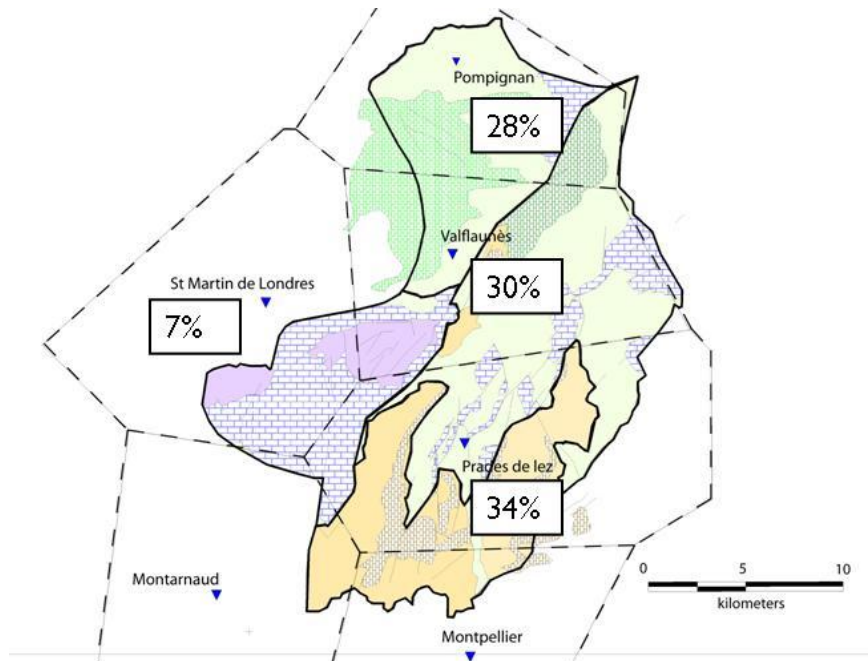 Pompignan
28%
Valflaunès
30%
St Martin de Londres
7%
Prades de lez
34%
Montarnaud
Montpellier
0 5 10
kilometers